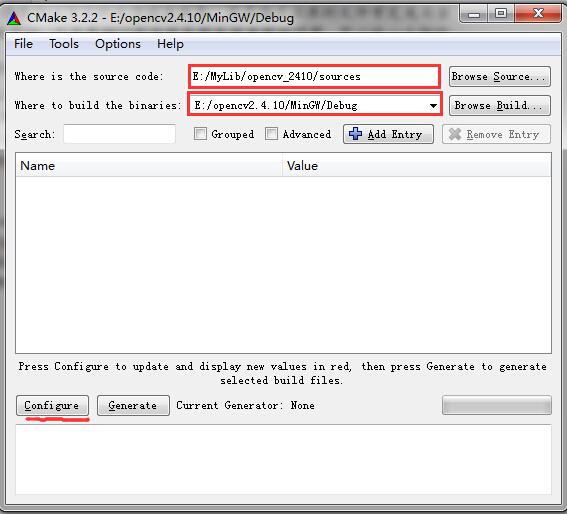 CMake 3.2.2 - E:/opencv2.4.10/MinGW/Debug
File Tools Options Help
Where is the source code: E:/MyLib/opencv_2410/sources Browse Source...
Where to build the binaries: E:/opencv2.4.10/MinGW/Debug Browse Build...
Search: Grouped Advanced Add Entry Remove Entry
Name Value
Press Configure to update and display new values in red, then press Generate to generate
selected build files.
Configure Generate Current Generator: None